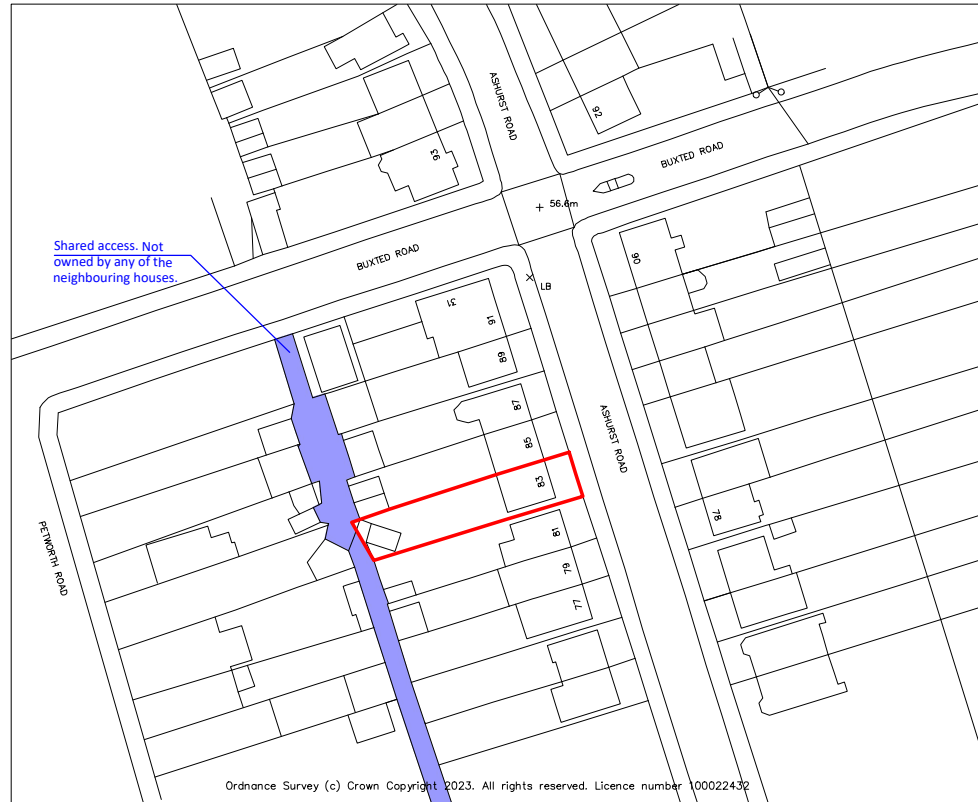 ASHURST ROAD
92
93
BUXTED ROAD
56.6m
Shared access. Not
owned by any of the
neighbouring houses.
BUXTED ROAD
90
LB
31
91
89
87
ASHURST ROAD
85
83
78
81
PETWORTH ROAD
79
77
Ordnance Survey (c) Crown Copyright 2023. All rights reserved. Licence number 100022432